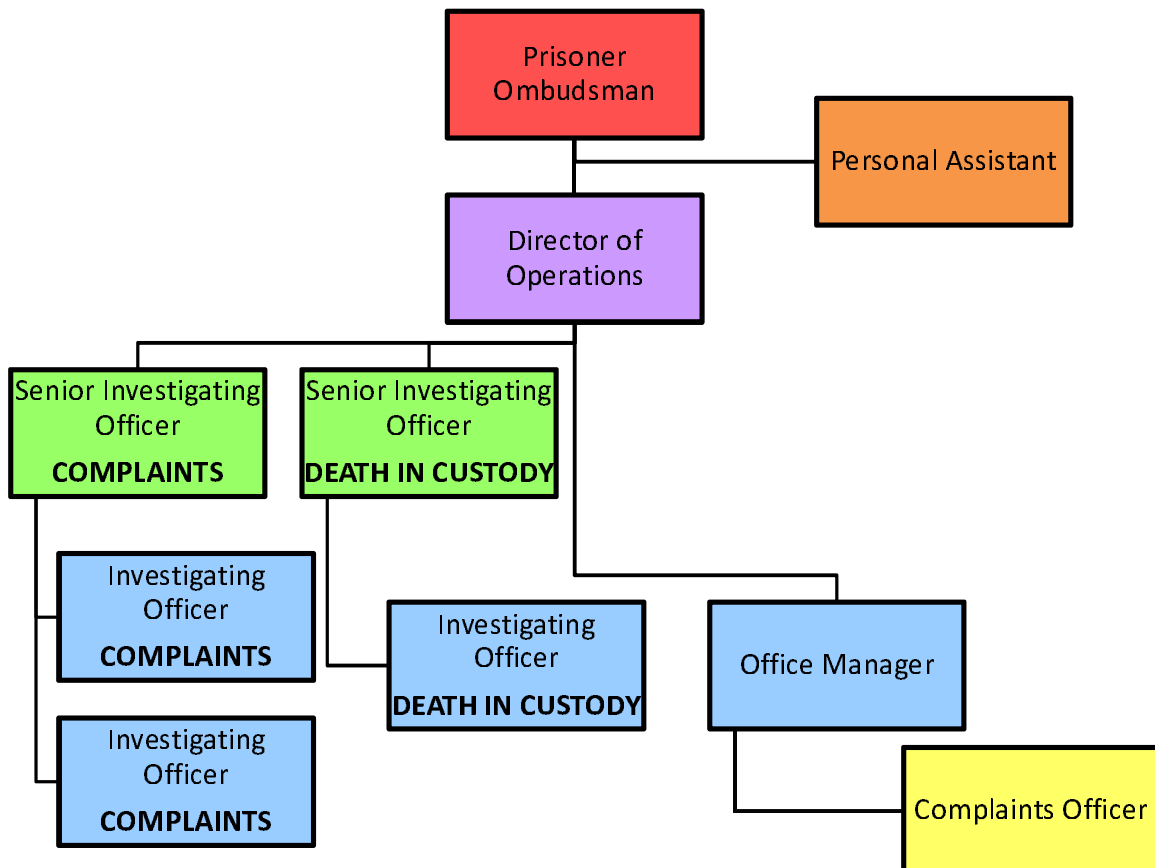 Prisoner
Ombudsman
Personal Assistant
Director of
Operations
Senior Investigating
Officer
COMPLAINTS
Senior Investigating
Officer
DEATH IN CUSTODY
Investigating
Officer
COMPLAINTS
Investigating
Officer
DEATH IN CUSTODY
Office Manager
Investigating
Officer
COMPLAINTS
Complaints Officer